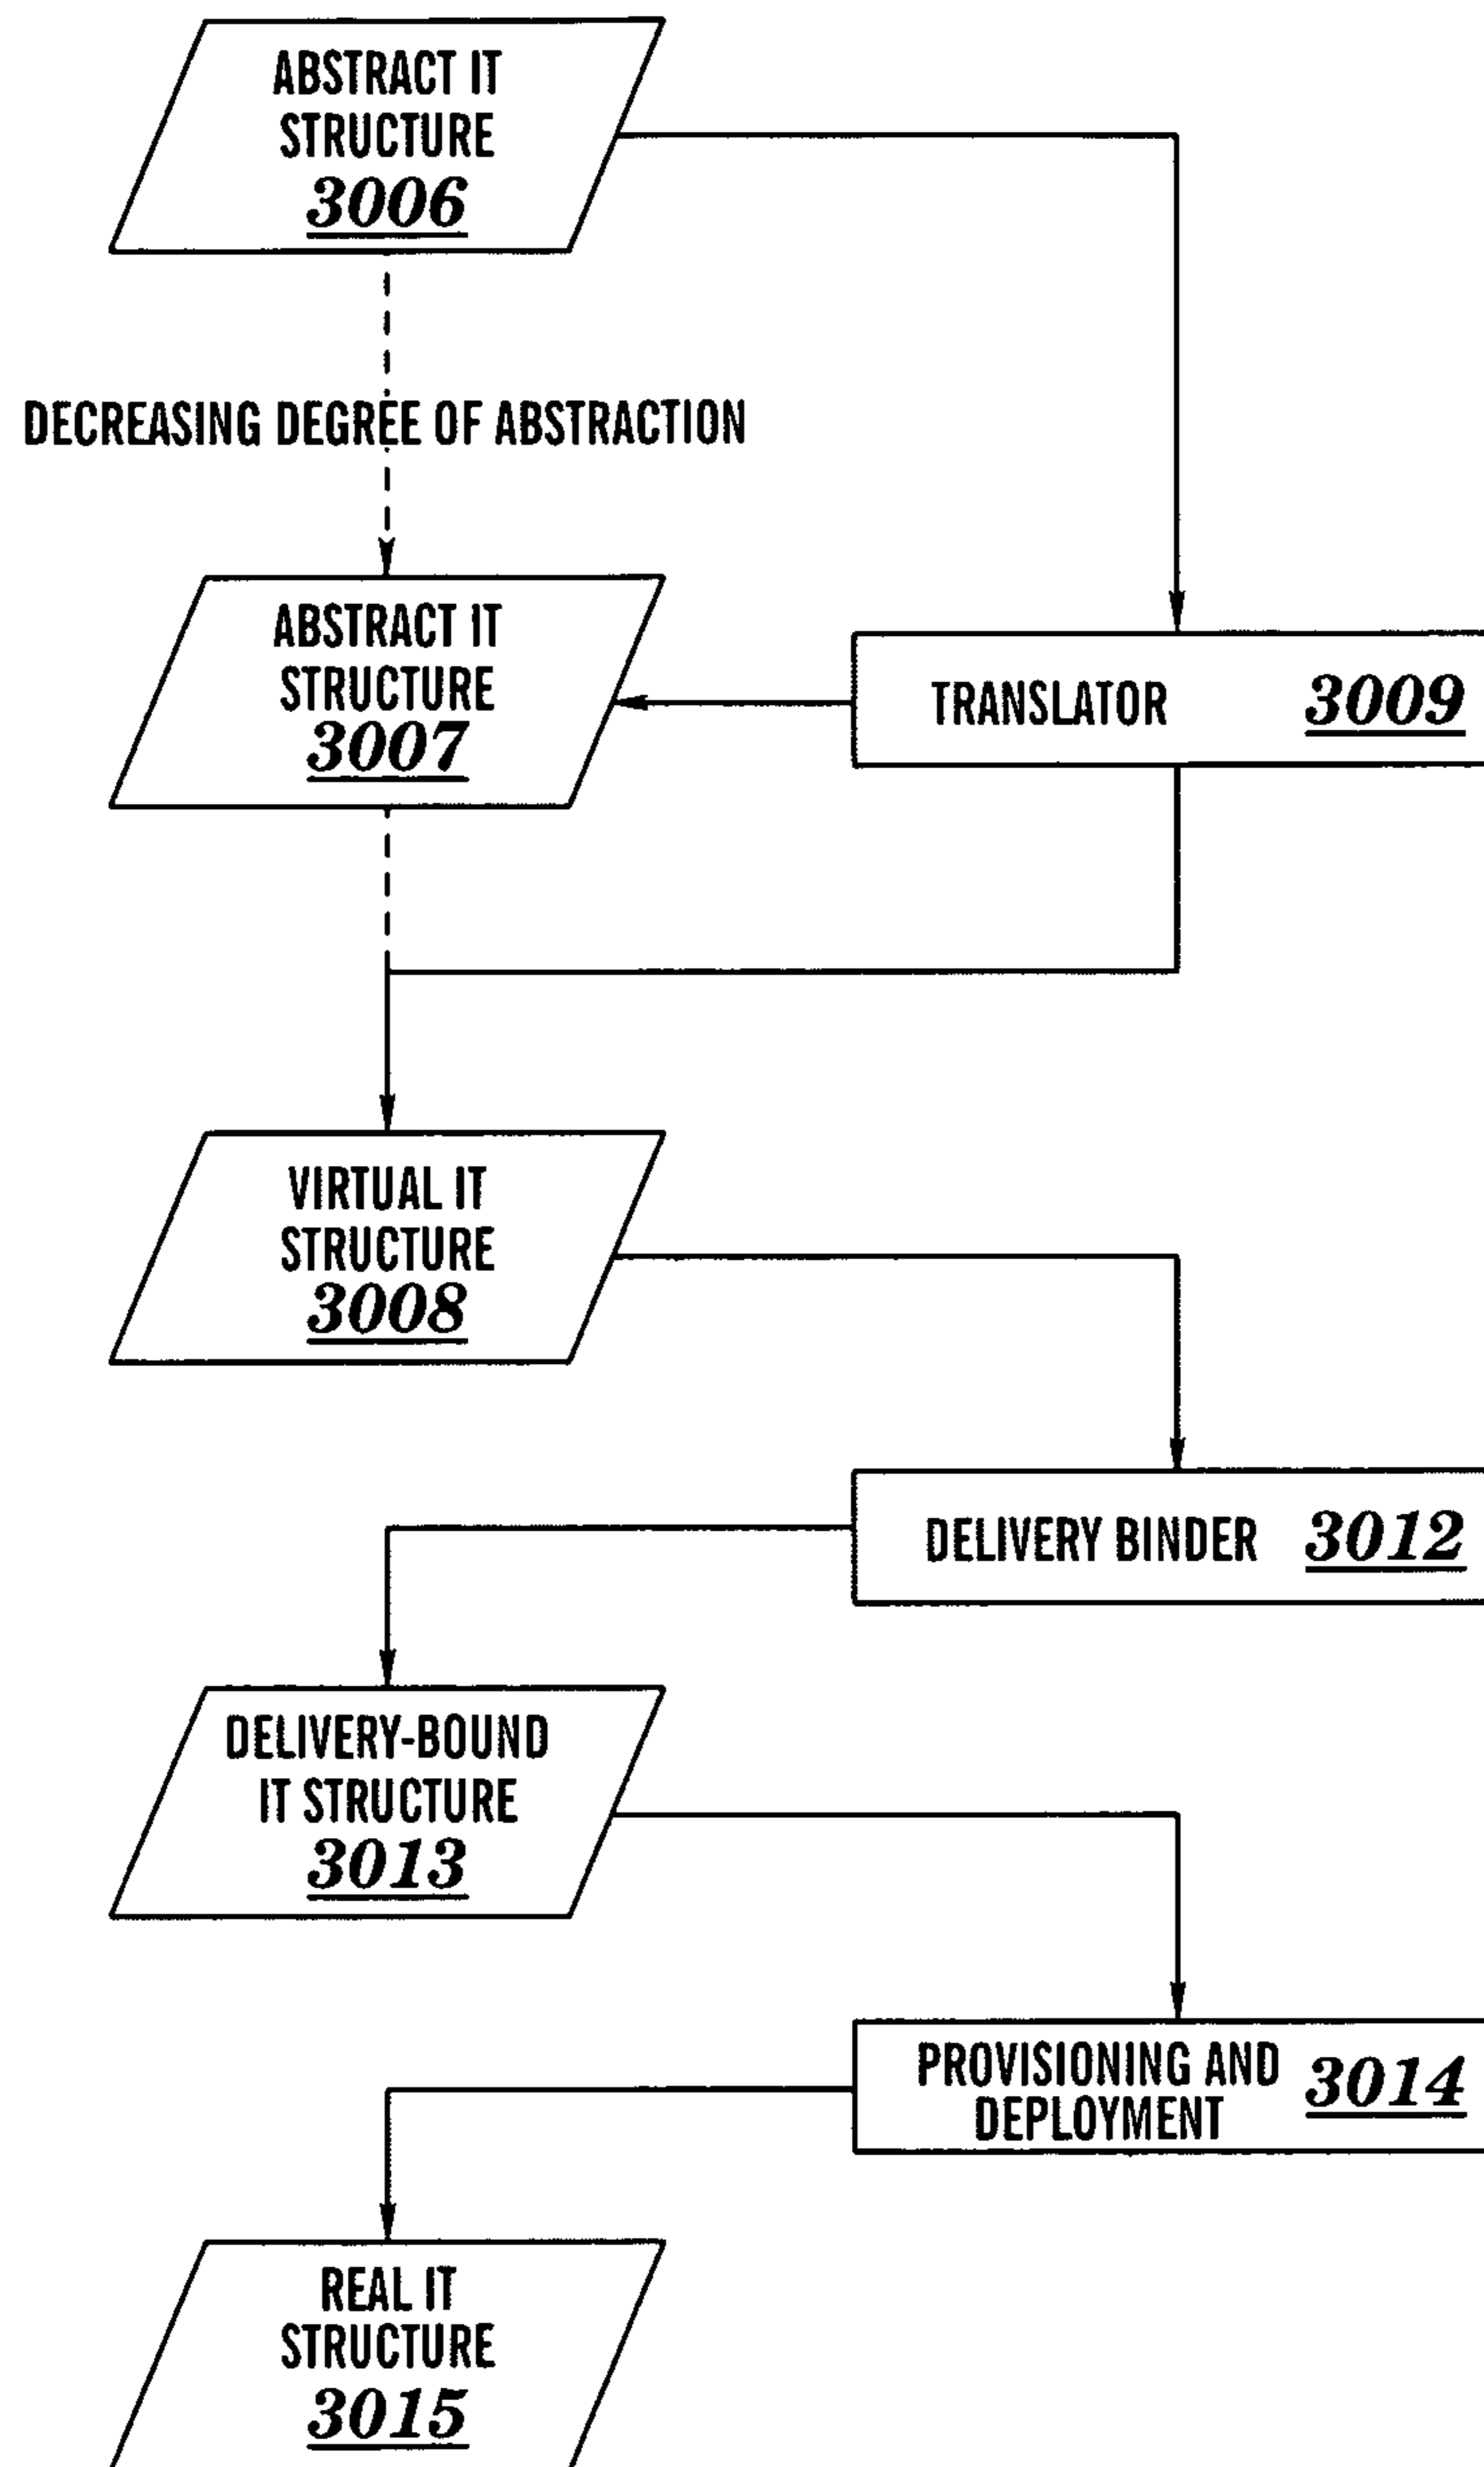 ABSTRACT IT
STRUCTURE
3006
DECREASING DEGREE OF ABSTRACTION
ABSTRACT IT
STRUCTURE
3007
TRANSLATOR 3009
VIRTUAL IT
STRUCTURE
3008
DELIVERY BINDER 3012
DELIVERY-BOUND
IT STRUCTURE
3013
PROVISIONING AND
DEPLOYMENT
3014
REAL IT
STRUCTURE
3015